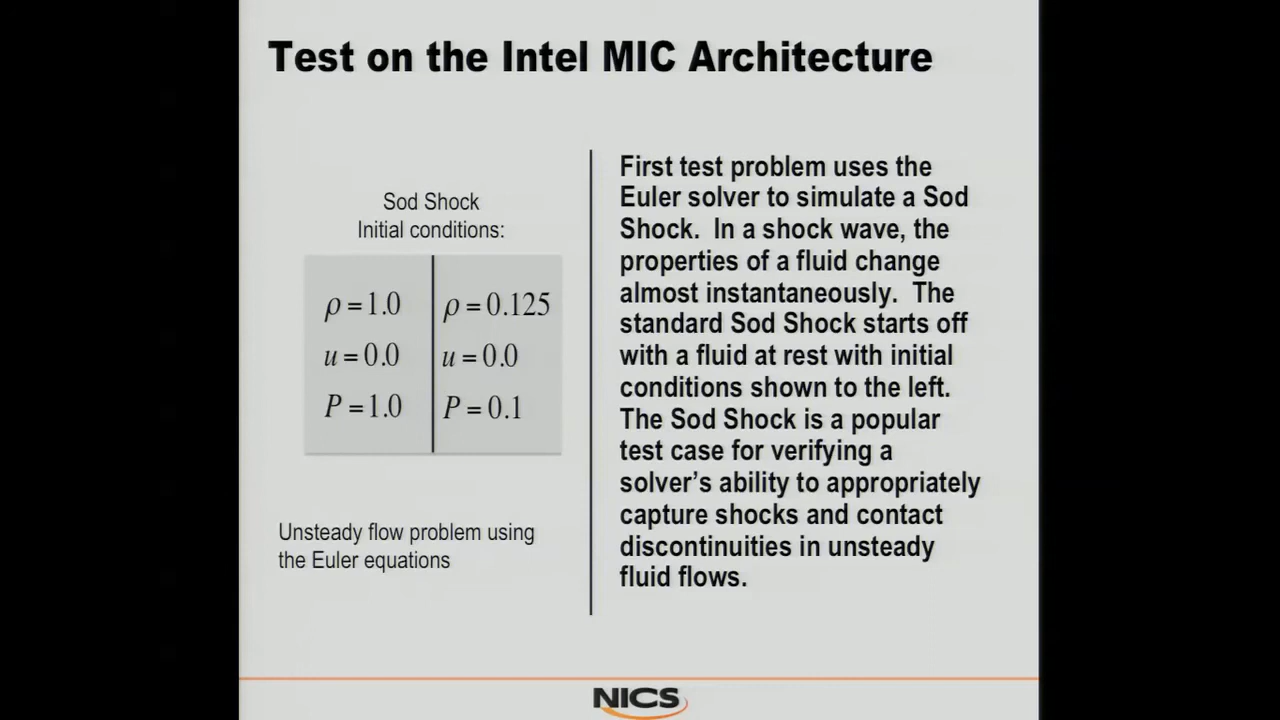 Test on the Intel MIC Architecture
Sod Shock
Initial conditions:
ρ = 1.0
ρ = 0.125
u = 0.0
u = 0.0
P = 1.0
P = 0.1
Unsteady flow problem using
the Euler equations
First test problem uses the
Euler solver to simulate a Sod
Shock.  In a shock wave, the
properties of a fluid change
almost instantaneously.  The
standard Sod Shock starts off
with a fluid at rest with initial
conditions shown to the left.
The Sod Shock is a popular
test case for verifying a
solver’s ability to appropriately
capture shocks and contact
discontinuities in unsteady
fluid flows.
NICS